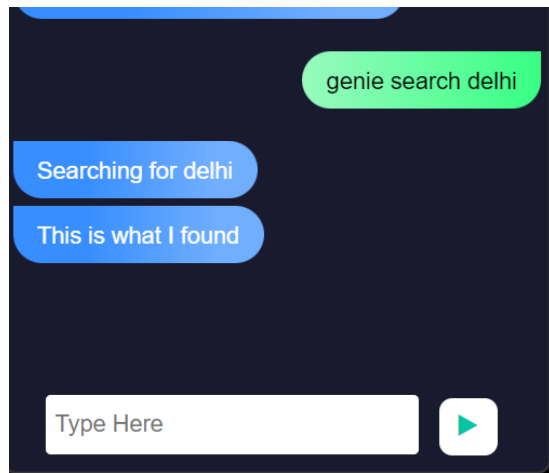 genie search delhi
Searching for delhi
This is what I found
Type Here